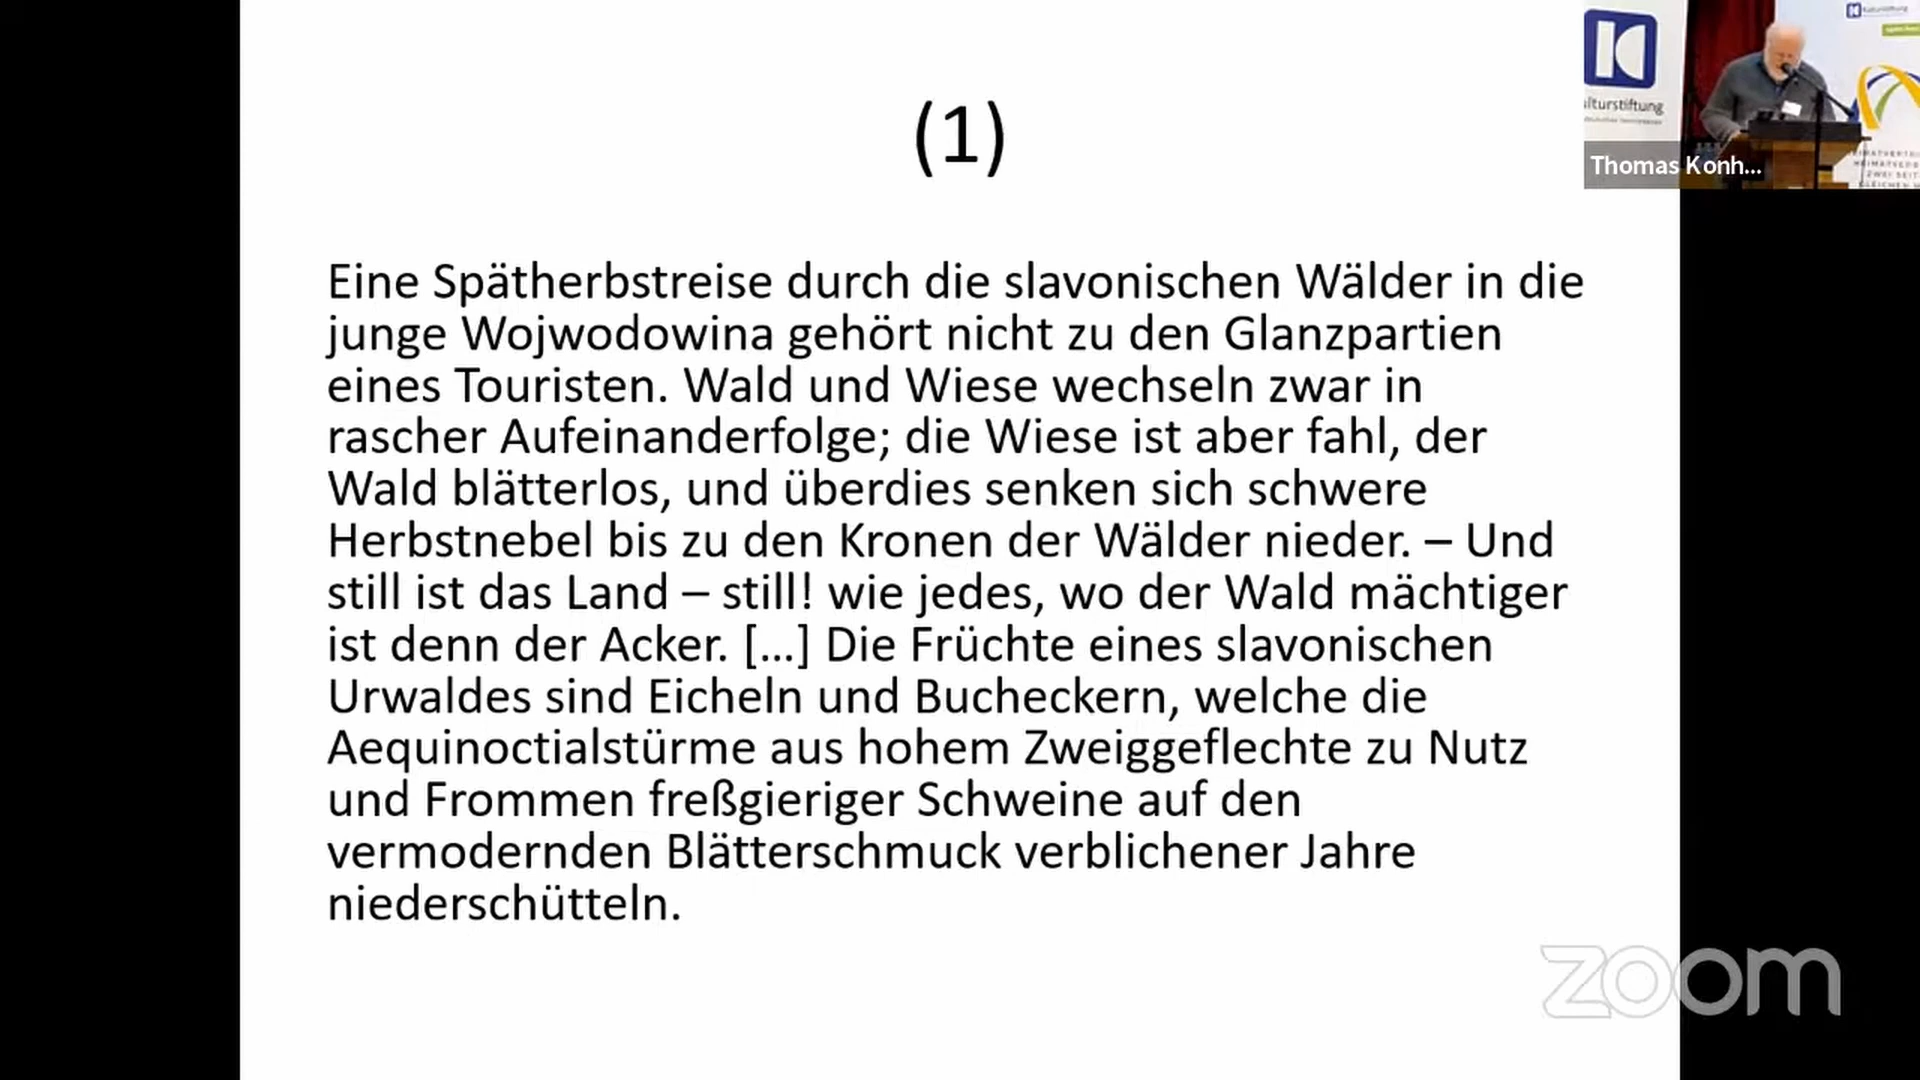 (1)
Eine Spätherbstreise durch die slavonischen Wälder in die
junge Wojwodowina gehört nicht zu den Glanzpartien
eines Touristen. Wald und Wiese wechseln zwar in
rascher Aufeinanderfolge; die Wiese ist aber fahl, der
Wald blätterlos, und überdies senken sich schwere
Herbstnebel bis zu den Kronen der Wälder nieder. – Und
still ist das Land – still! wie jedes, wo der Wald mächtiger
ist denn der Acker. [...] Die Früchte eines slavonischen
Urwaldes sind Eicheln und Bucheckern, welche die
Aequinoctialstürme aus hohem Zweiggeflechte zu Nutz
und Frommen freßgieriger Schweine auf den
vermodernden Blätterschmuck verblichener Jahre
niederschütteln.
ulturstiftung
Thomas Konh...
zoom